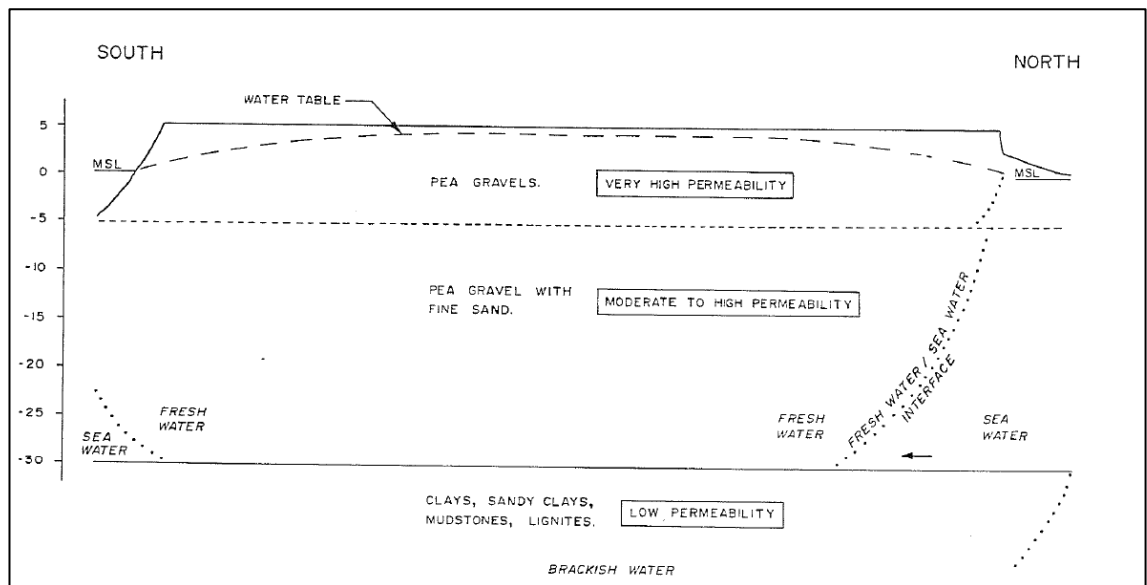 SOUTH
NORTH
WATER TABLE
5
MSL
0
MSL
PEA GRAVELS.
VERY HIGH PERMEABILITY
-5
-10
PEA GRAVEL WITH
FINE SAND.
MODERATE TO HIGH PERMEABILITY
-15
-20
FRESH WATER / SEA WATER
INTERFACE
-25
FRESH
WATER
SEA
WATER
FRESH
WATER
SEA
WATER
-30
CLAYS, SANDY CLAYS,
MUDSTONES, LIGNITES.
LOW PERMEABILITY
BRACKISH WATER